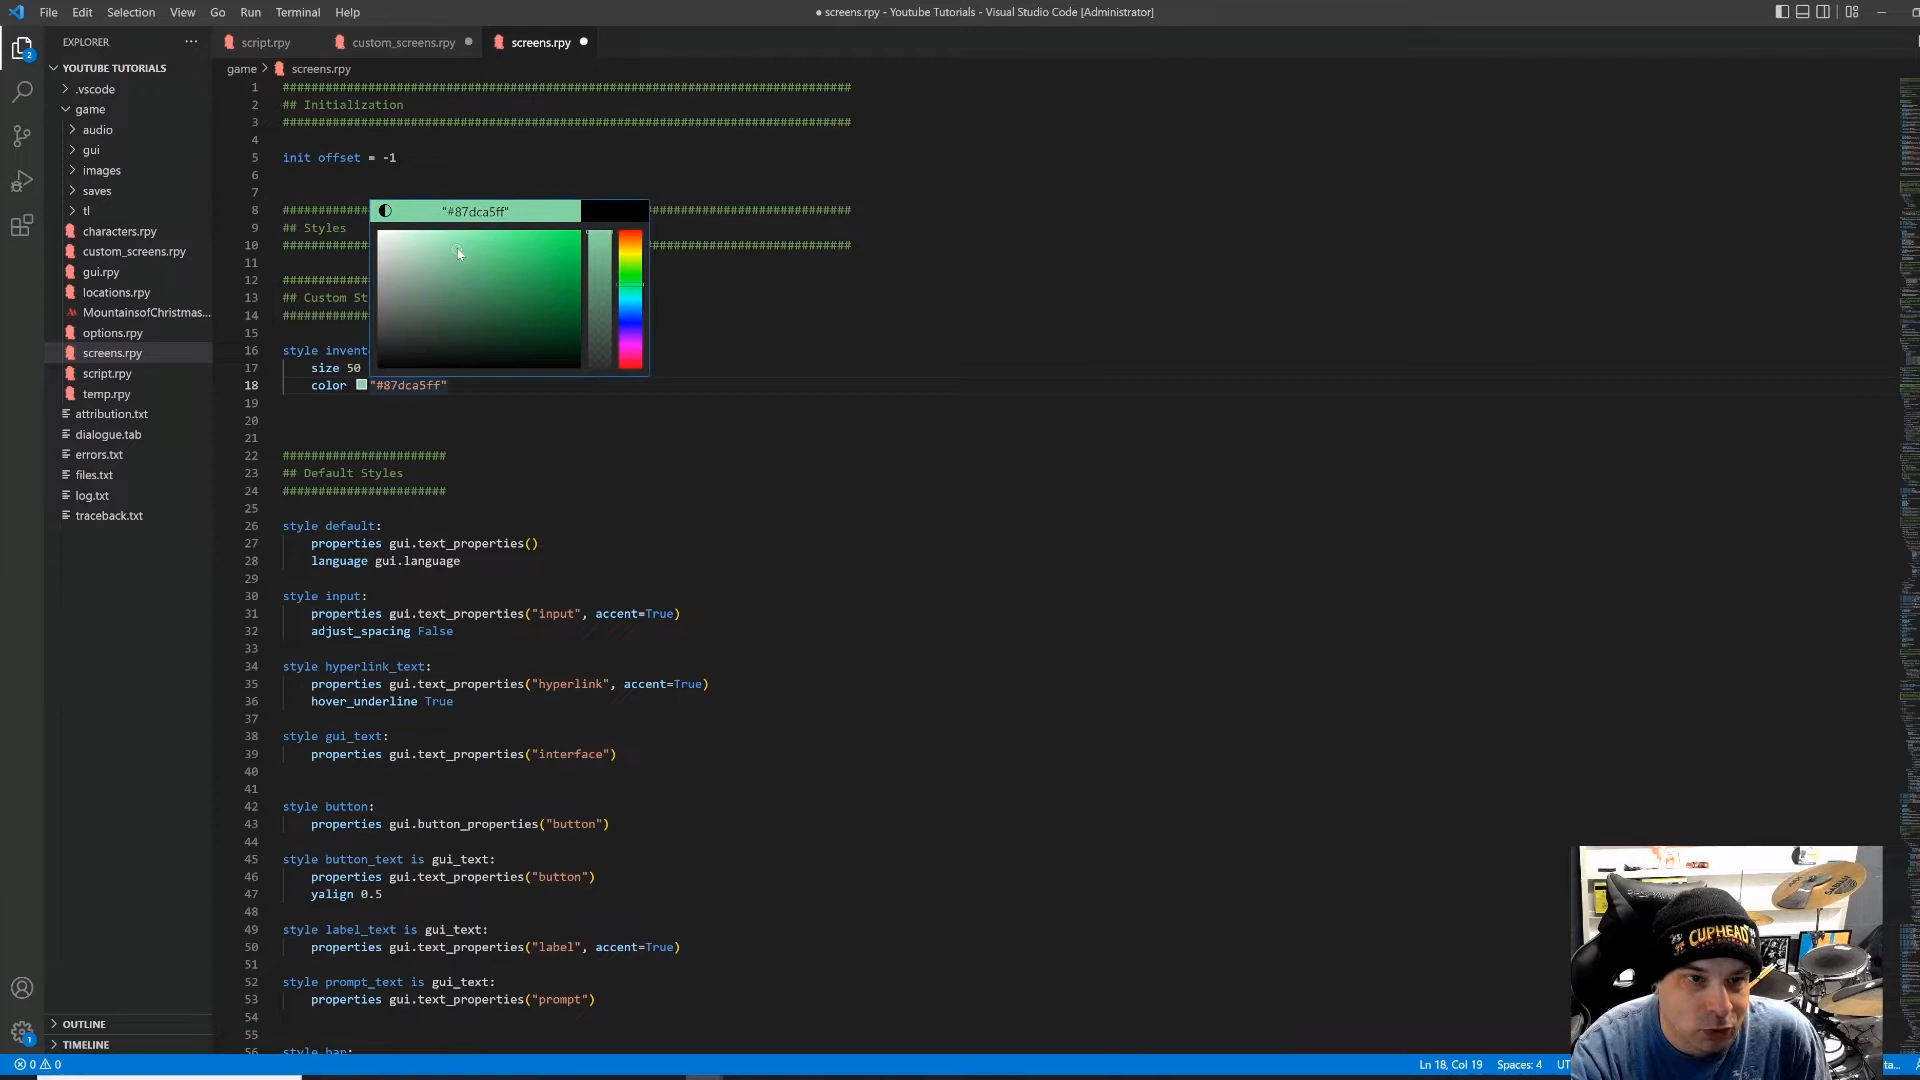 File Edit Selection View Go Run Terminal Help
● screens.rpy - Youtube Tutorials - Visual Studio Code [Administrator]
EXPLORER ···
script.rpy custom_screens.rpy screens.rpy
YOUTUBE TUTORIALS
game > screens.rpy
.vscode
game
audio
gui
images
saves
tl
characters.rpy
custom_screens.rpy
gui.rpy
locations.rpy
MountainsofChristmas...
options.rpy
screens.rpy
script.rpy
temp.rpy
attribution.txt
dialogue.tab
errors.txt
files.txt
log.txt
traceback.txt
OUTLINE
TIMELINE
2
1
1 ################################################################################
2 ## Initialization
3 ################################################################################
4
5 init offset = -1
6
7
8 ################################################################################
9 ## Styles
10 ################################################################################
11
12 ############
13 ## Custom St
14 ############
15
16 style invent
17 size 50
18 color "#87dca5ff"
19
20
21
22 #######################
23 ## Default Styles
24 #######################
25
26 style default:
27 properties gui.text_properties()
28 language gui.language
29
30 style input:
31 properties gui.text_properties("input", accent=True)
32 adjust_spacing False
33
34 style hyperlink_text:
35 properties gui.text_properties("hyperlink", accent=True)
36 hover_underline True
37
38 style gui_text:
39 properties gui.text_properties("interface")
40
41
42 style button:
43 properties gui.button_properties("button")
44
45 style button_text is gui_text:
46 properties gui.text_properties("button")
47 yalign 0.5
48
49 style label_text is gui_text:
50 properties gui.text_properties("label", accent=True)
51
52 style prompt_text is gui_text:
53 properties gui.text_properties("prompt")
54
55
56 style bar:
"#87dca5ff"
CUPHEAD
SABIAN
0 0
Ln 18, Col 19 Spaces: 4 UT